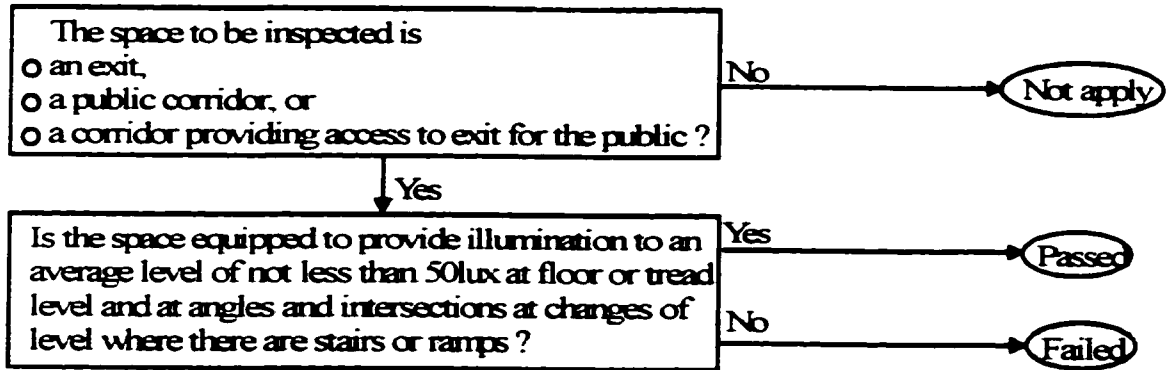 The space to be inspected is
o an exit,
o a public corridor, or
o a corridor providing access to exit for the public ?
No
Not apply
Yes
Is the space equipped to provide illumination to an
average level of not less than 50lux at floor or tread
level and at angles and intersections at changes of
level where there are stairs or ramps ?
Yes
Passed
No
Failed